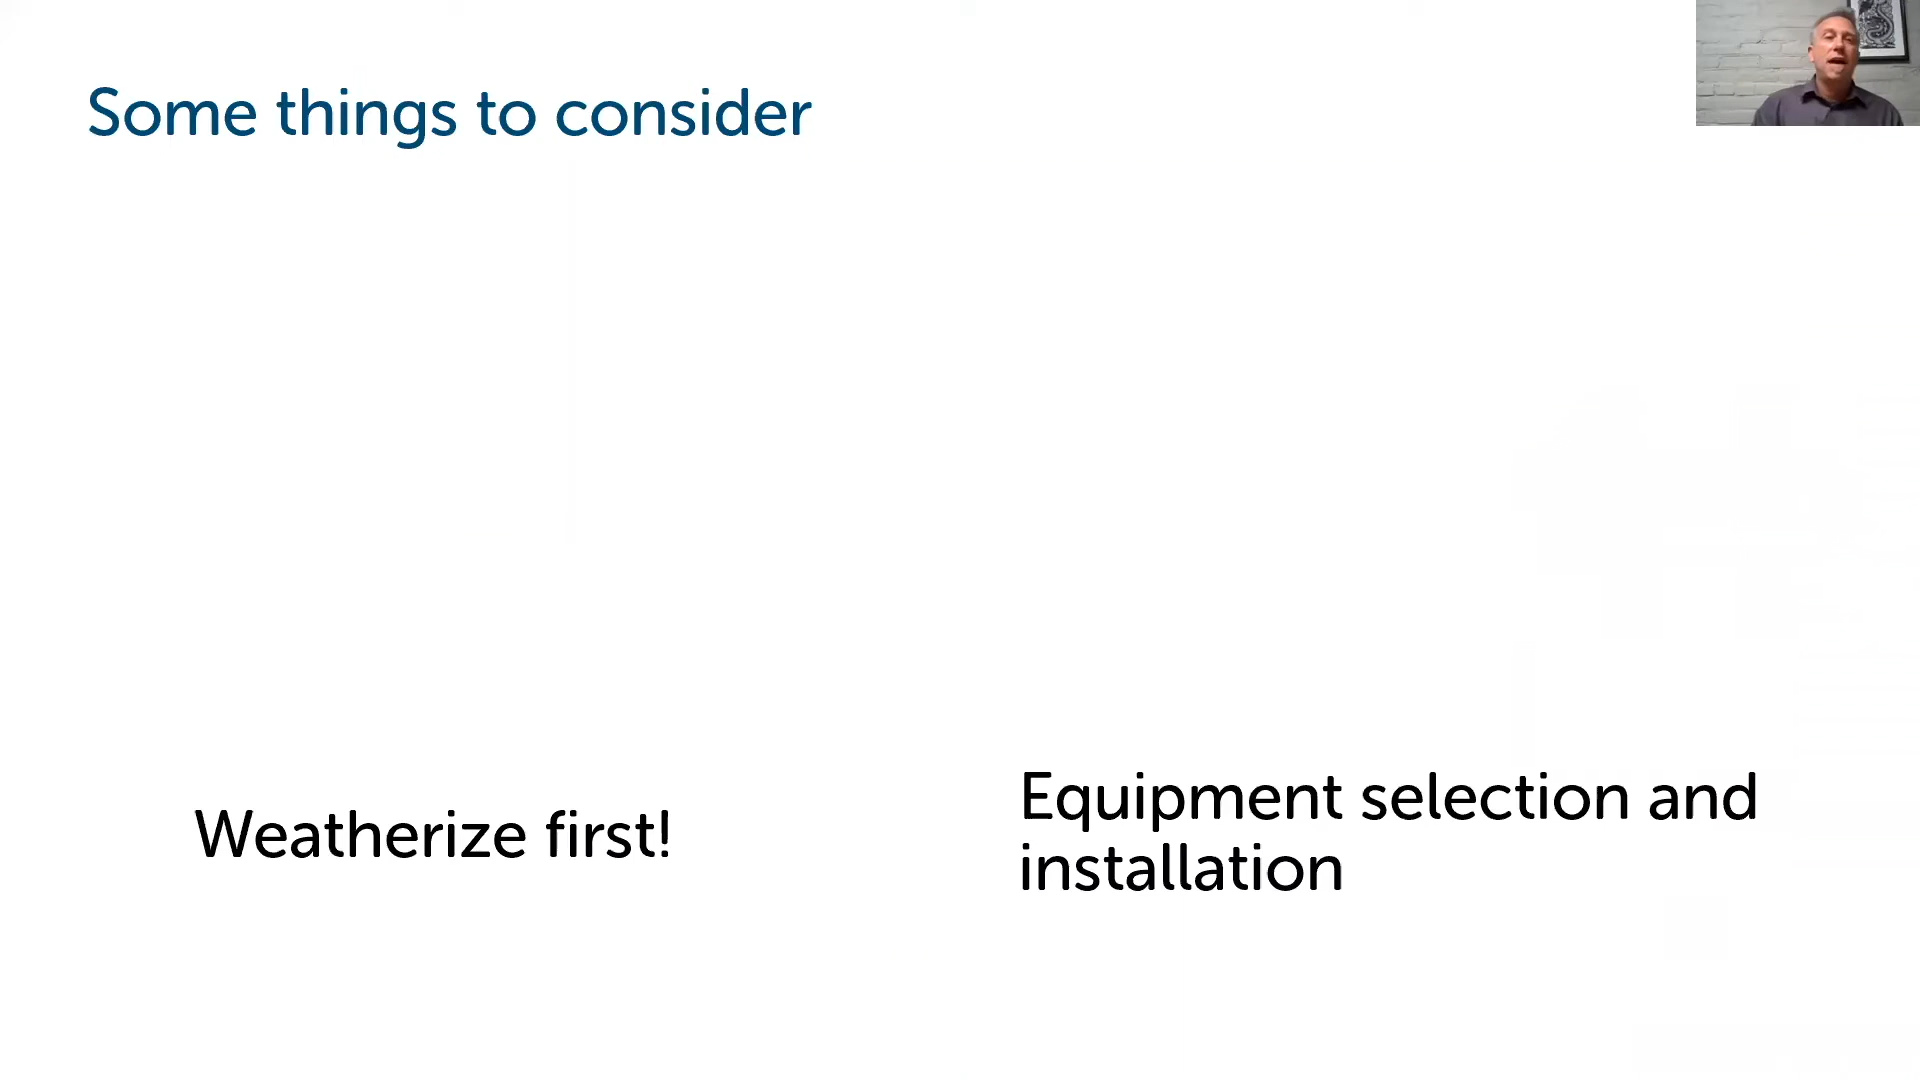 Some things to consider
Weatherize first!
Equipment selection and
installation